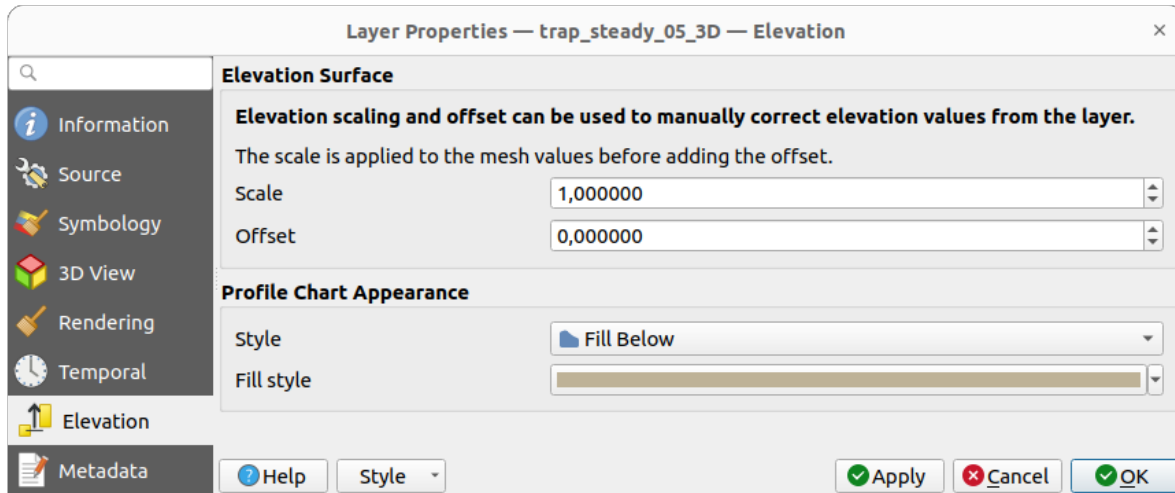 Layer Properties — trap_steady_05_3D — Elevation
Information
Source
Symbology
3D View
Rendering
Temporal
Elevation
Metadata
Elevation Surface
Elevation scaling and offset can be used to manually correct elevation values from the layer.
The scale is applied to the mesh values before adding the offset.
Scale 1,000000
Offset 0,000000
Profile Chart Appearance
Style Fill Below
Fill style
Help Style Apply Cancel OK